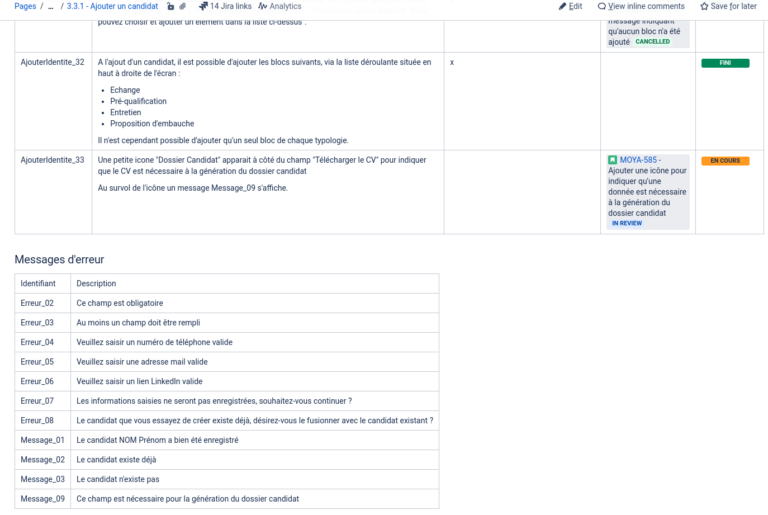 Pages / ... / 3.3.1 - Ajouter un candidat 14 Jira links Analytics Edit View inline comments Save for later
pouvez choisir et ajouter un élément dans la liste ci-dessus".
message indiquant
qu'aucun bloc n'a été
ajouté CANCELLED
AjouterIdentite_32
A l'ajout d'un candidat, il est possible d'ajouter les blocs suivants, via la liste déroulante située en
haut à droite de l'écran :
• Echange
• Pré-qualification
• Entretien
• Proposition d'embauche
Il n'est cependant possible d'ajouter qu'un seul bloc de chaque typologie.
x
FINI
AjouterIdentite_33
Une petite icone "Dossier Candidat" apparait à côté du champ "Télécharger le CV" pour indiquer
que le CV est nécessaire à la génération du dossier candidat
Au survol de l'icône un message Message_09 s'affiche.
MOYA-585 -
Ajouter une icône pour
indiquer qu'une
donnée est nécessaire
à la génération du
dossier candidat
IN REVIEW
EN COURS
Messages d'erreur
Identifiant Description
Erreur_02 Ce champ est obligatoire
Erreur_03 Au moins un champ doit être rempli
Erreur_04 Veuillez saisir un numéro de téléphone valide
Erreur_05 Veuillez saisir une adresse mail valide
Erreur_06 Veuillez saisir un lien LinkedIn valide
Erreur_07 Les informations saisies ne seront pas enregistrées, souhaitez-vous continuer ?
Erreur_08 Le candidat que vous essayez de créer existe déjà, désirez-vous le fusionner avec le candidat existant ?
Message_01 Le candidat NOM Prénom a bien été enregistré
Message_02 Le candidat existe déjà
Message_03 Le candidat n'existe pas
Message_09 Ce champ est nécessaire pour la génération du dossier candidat